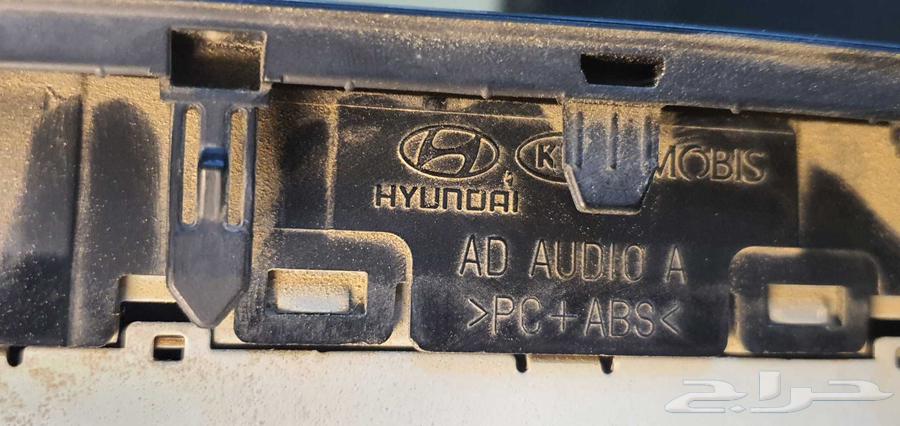 HYUNDAI
K
MOBIS
AD AUDIO A
>PC+ABS<
حراج